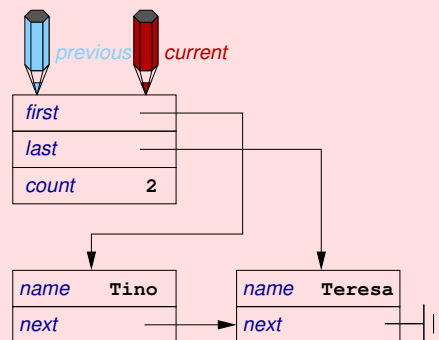 previous current
first
last
count 2
name Tino name Teresa
next next